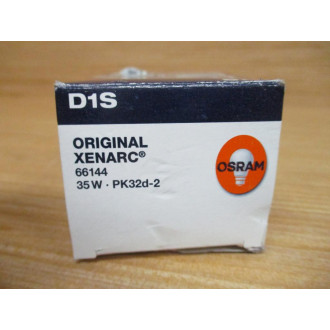 D1S
ORIGINAL
XENARC®
66144
35 W · PK32d-2
OSRAM